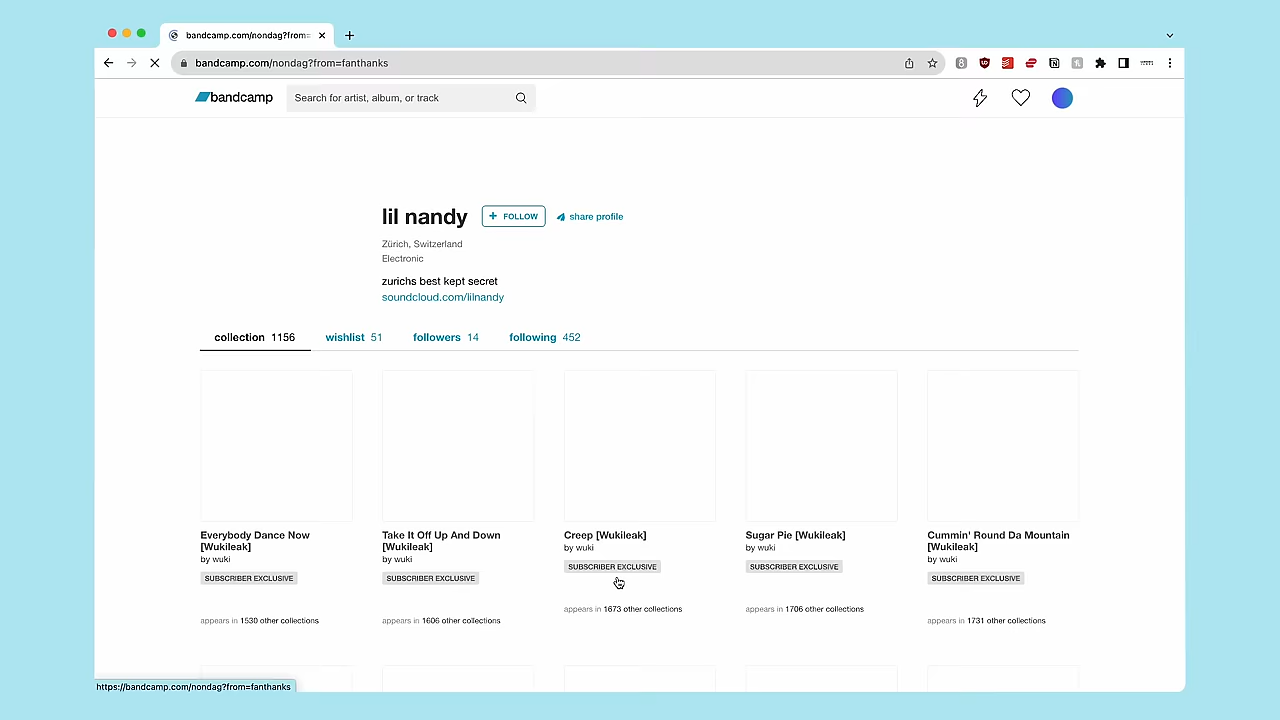 bandcamp.com/nondag?from=
bandcamp.com/nondag?from=fanthanks
bandcamp
Search for artist, album, or track
lil nandy
+ FOLLOW
share profile
Zürich, Switzerland
Electronic
zurichs best kept secret
soundcloud.com/lilnandy
collection 1156
wishlist 51
followers 14
following 452
Everybody Dance Now
[Wukileak]
by wuki
SUBSCRIBER EXCLUSIVE
appears in 1530 other collections
Take It Off Up And Down
[Wukileak]
by wuki
SUBSCRIBER EXCLUSIVE
appears in 1606 other collections
Creep [Wukileak]
by wuki
SUBSCRIBER EXCLUSIVE
appears in 1673 other collections
Sugar Pie [Wukileak]
by wuki
SUBSCRIBER EXCLUSIVE
appears in 1706 other collections
Cummin' Round Da Mountain
[Wukileak]
by wuki
SUBSCRIBER EXCLUSIVE
appears in 1731 other collections
https://bandcamp.com/nondag?from=fanthanks